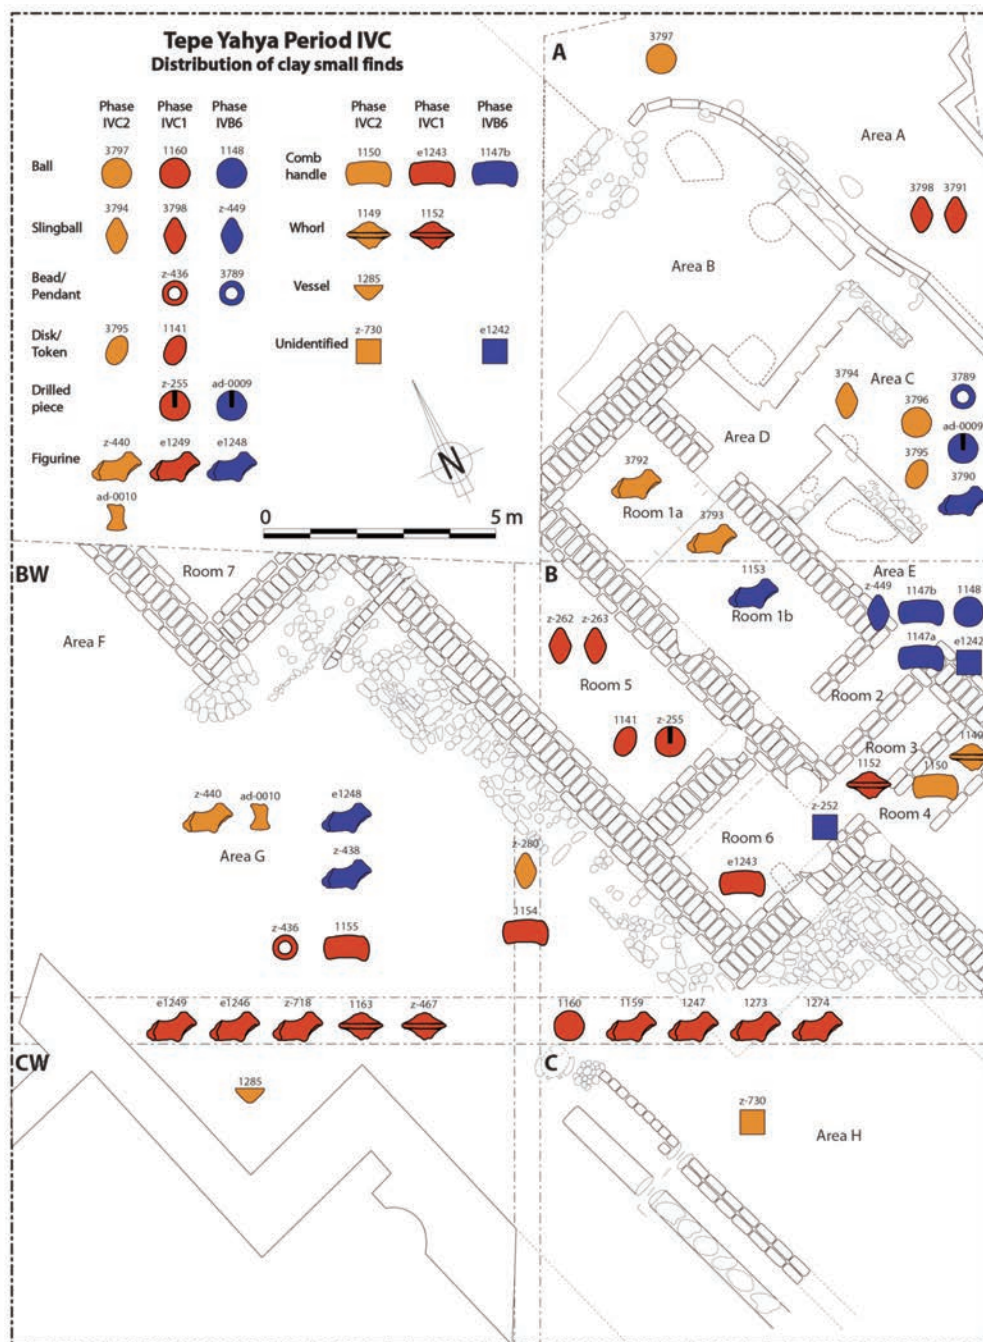 Tepe Yahya Period IVC
Distribution of clay small finds
Phase IVC2
Phase IVC1
Phase IVB6
Phase IVC2
Phase IVC1
Phase IVB6
Ball
3797
1160
1148
Comb handle
1150
e1243
1147b
Slingball
3794
3798
z-449
Whorl
1149
1152
Bead/
Pendant
z-436
3789
Vessel
1285
Disk/
Token
3795
1141
Unidentified
z-730
e1242
Drilled
piece
z-255
ad-0009
Figurine
z-440
e1249
e1248
ad-0010
N
0
5 m
A
3797
Area A
3798
3791
Area B
Area C
3794
3796
3789
ad-0009
3795
3790
Area D
3792
Room 1a
3793
BW
Room 7
Area F
B
1153
Room 1b
Area E
z-449
1147b
1148
1147a
e1242
z-262
z-263
Room 5
Room 2
1141
z-255
Room 3
1149
1152
1150
Room 4
z-252
Room 6
e1243
z-440
ad-0010
e1248
Area G
z-438
z-280
z-436
1155
1154
e1249
e1246
z-718
1163
z-467
1160
1159
1247
1273
1274
CW
1285
C
z-730
Area H